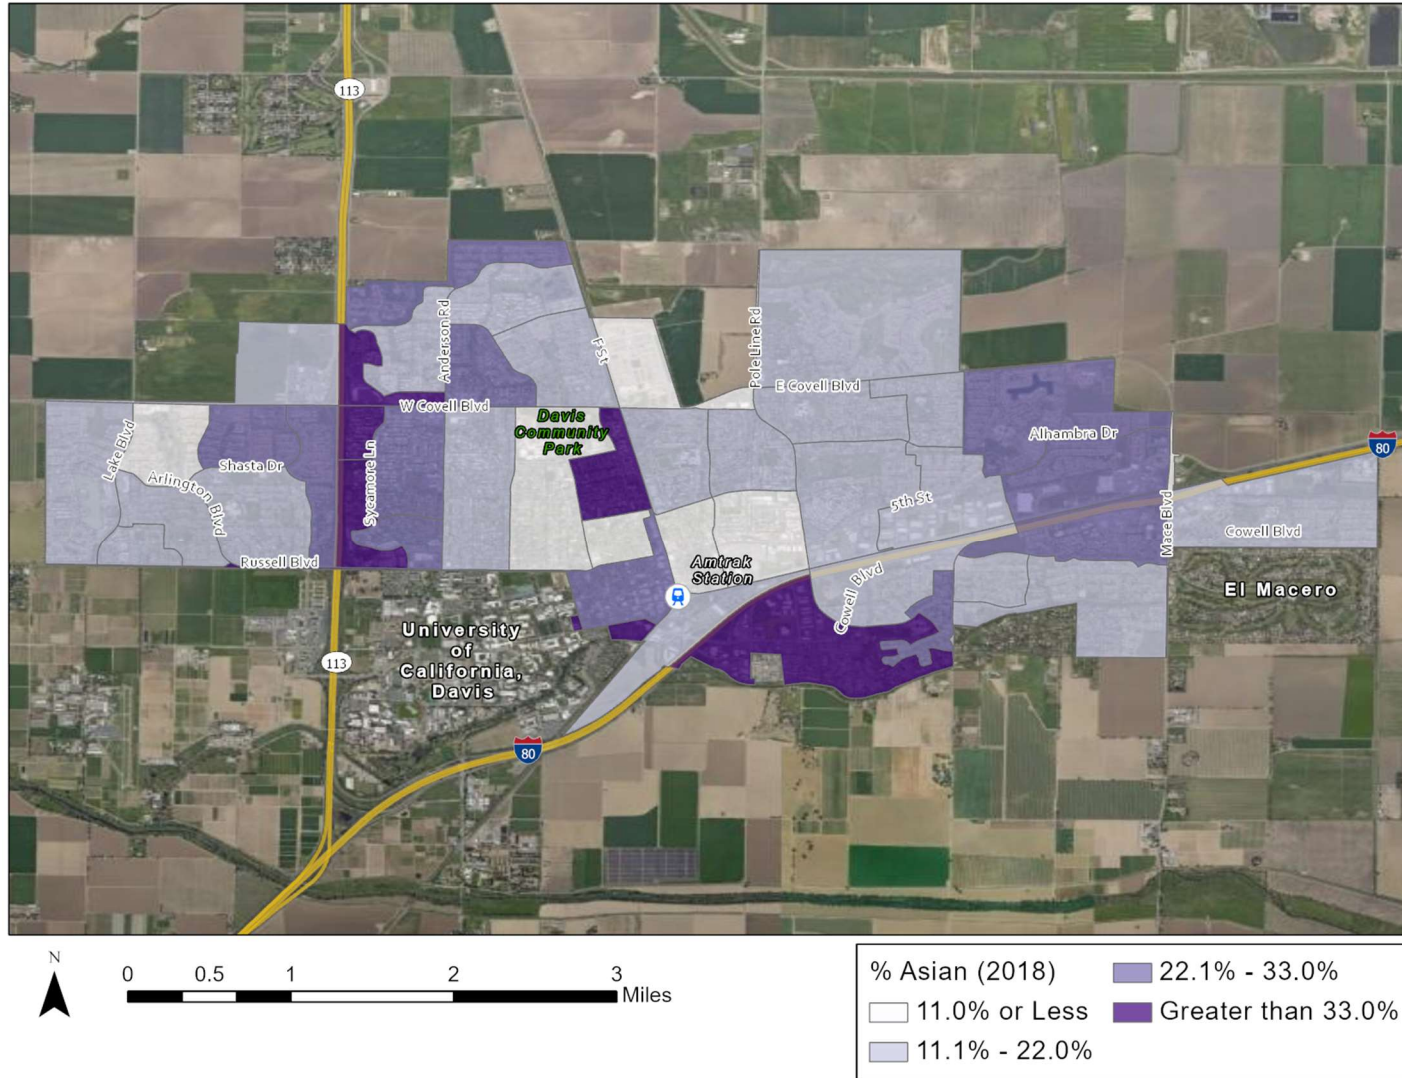 113
Anderson Rd
F St
Pole Line Rd
E Covell Blvd
W Covell Blvd
Davis
Community
Park
Lake Blvd
Shasta Dr
Arlington Blvd
Sycamore Ln
Alhambra Dr
80
5th St
Mace Blvd
Cowell Blvd
Russell Blvd
Amtrak
Station
Cowell Blvd
El Macero
University
of
California,
Davis
113
80
N
0 0.5 1 2 3
Miles
% Asian (2018)
11.0% or Less
11.1% - 22.0%
22.1% - 33.0%
Greater than 33.0%